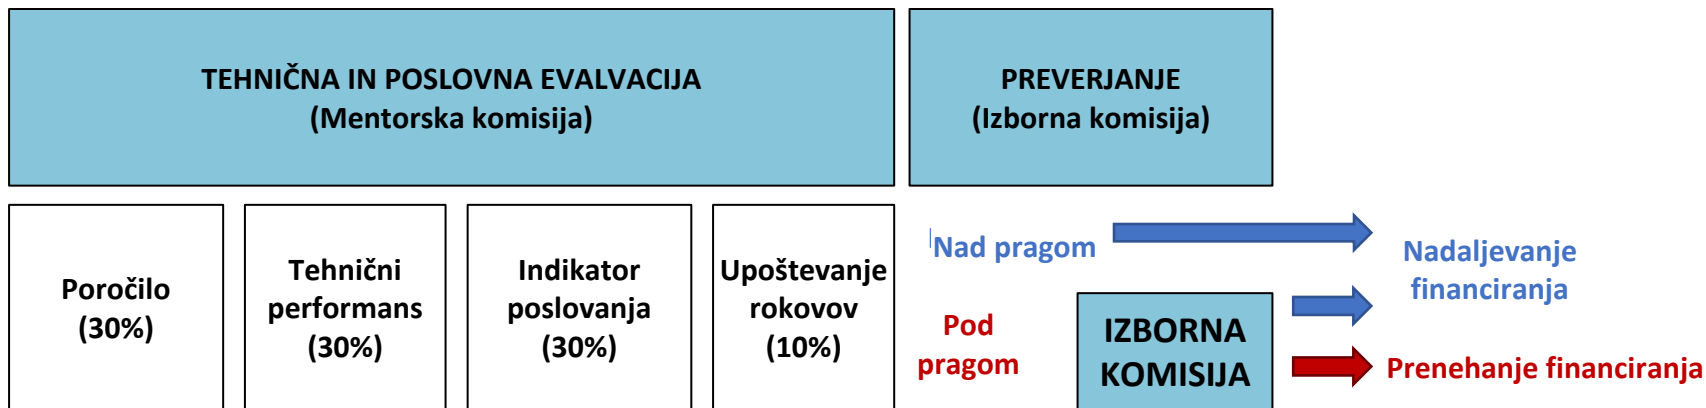 TEHNIČNA IN POSLOVNA EVALVACIJA
(Mentorska komisija)
PREVERJANJE
(Izborna komisija)
Poročilo
(30%)
Tehnični
performans
(30%)
Indikator
poslovanja
(30%)
Upoštevanje
rokovov
(10%)
Nad pragom
Nadaljevanje
financiranja
Pod
pragom
IZBORNA
KOMISIJA
Prenehanje financiranja